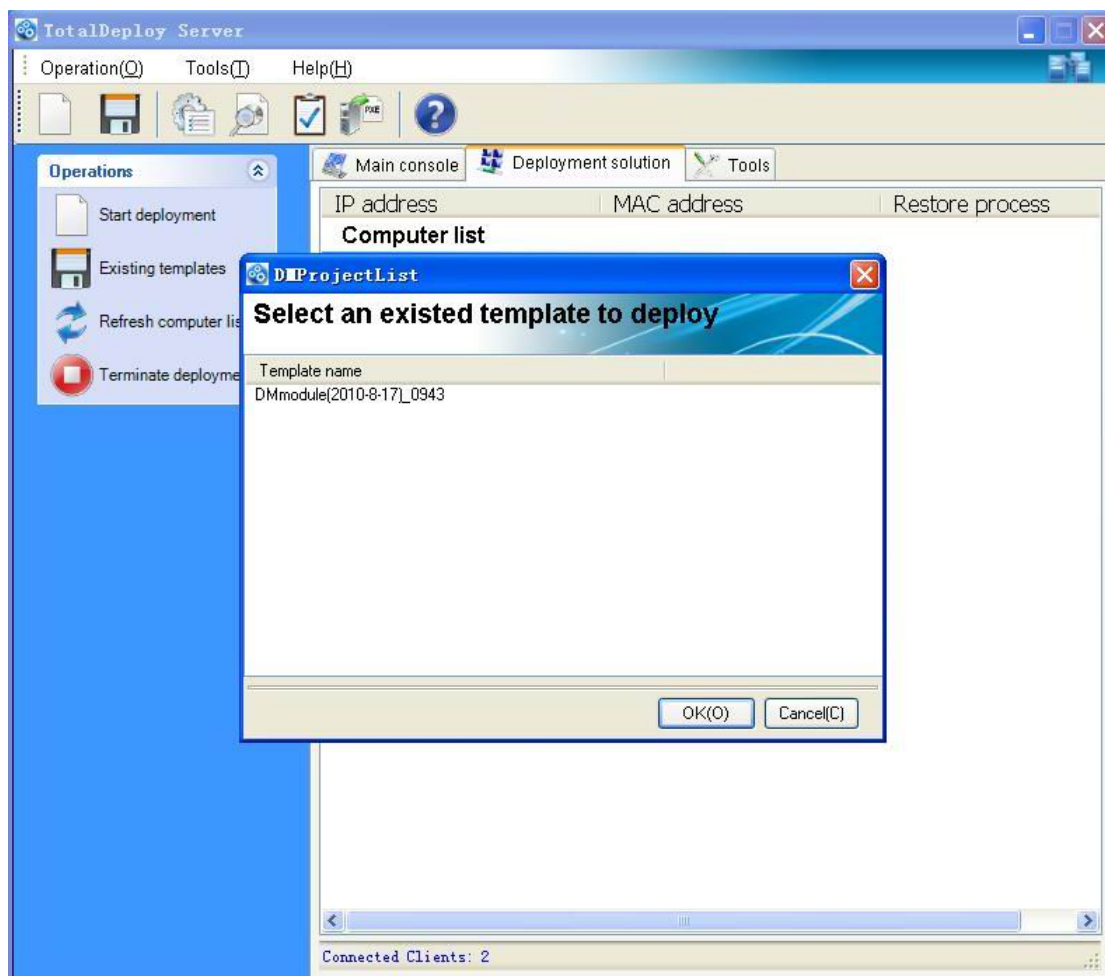 TotalDeploy Server
Operation(O) Tools(T) Help(H)
PXE
Operations
Main console Deployment solution Tools
Start deployment
IP address MAC address Restore process
Computer list
Existing templates
DMProjectList
Refresh computer lis
Select an existed template to deploy
Terminate deployme
Template name
DMmodule(2010-8-17)_0943
OK(O) Cancel(C)
Connected Clients: 2